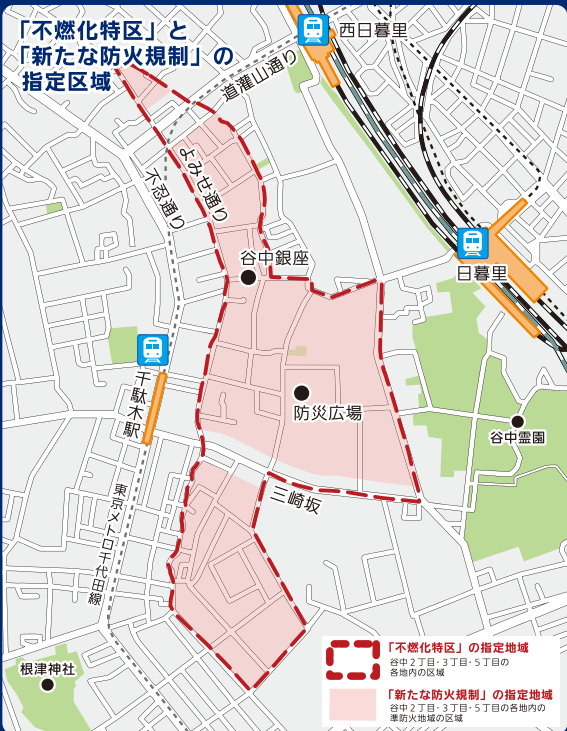 「不燃化特区」と
「新たな防火規制」の
指定区域
西日暮里
道灌山通り
よみせ通り
不忍通り
谷中銀座
日暮里
千駄木駅
防災広場
谷中霊園
三崎坂
東京メトロ千代田線
根津神社
「不燃化特区」の指定地域
谷中2丁目・3丁目・5丁目の
各地内の区域
「新たな防火規制」の指定地域
谷中2丁目・3丁目・5丁目の各地内の
準防火地域の区域